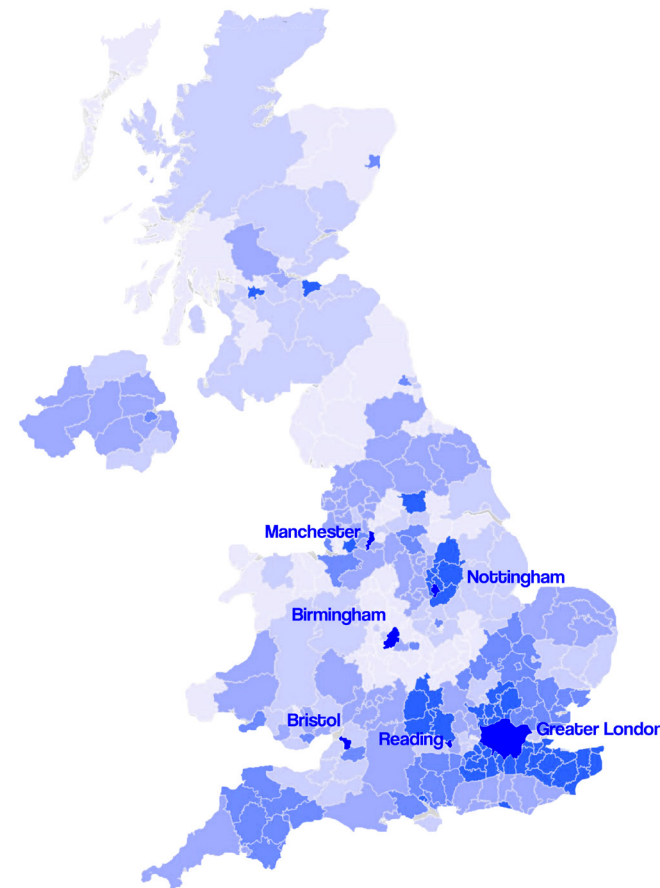 Manchester
Nottingham
Birmingham
Bristol
Reading
Greater London